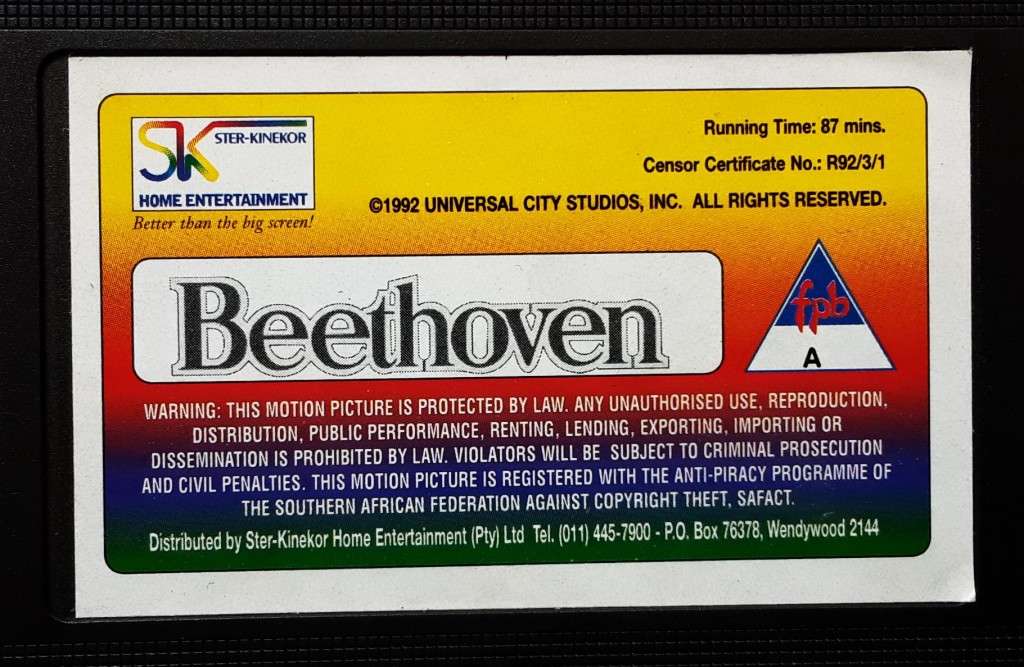 SK STER-KINEKOR
HOME ENTERTAINMENT
Better than the big screen!
Running Time: 87 mins.
Censor Certificate No.: R92/3/1
©1992 UNIVERSAL CITY STUDIOS, INC. ALL RIGHTS RESERVED.
Beethoven
fpb
A
WARNING: THIS MOTION PICTURE IS PROTECTED BY LAW. ANY UNAUTHORISED USE, REPRODUCTION,
DISTRIBUTION, PUBLIC PERFORMANCE, RENTING, LENDING, EXPORTING, IMPORTING OR
DISSEMINATION IS PROHIBITED BY LAW. VIOLATORS WILL BE SUBJECT TO CRIMINAL PROSECUTION
AND CIVIL PENALTIES. THIS MOTION PICTURE IS REGISTERED WITH THE ANTI-PIRACY PROGRAMME OF
THE SOUTHERN AFRICAN FEDERATION AGAINST COPYRIGHT THEFT, SAFACT.
Distributed by Ster-Kinekor Home Entertainment (Pty) Ltd Tel. (011) 445-7900 - P.O. Box 76378, Wendywood 2144